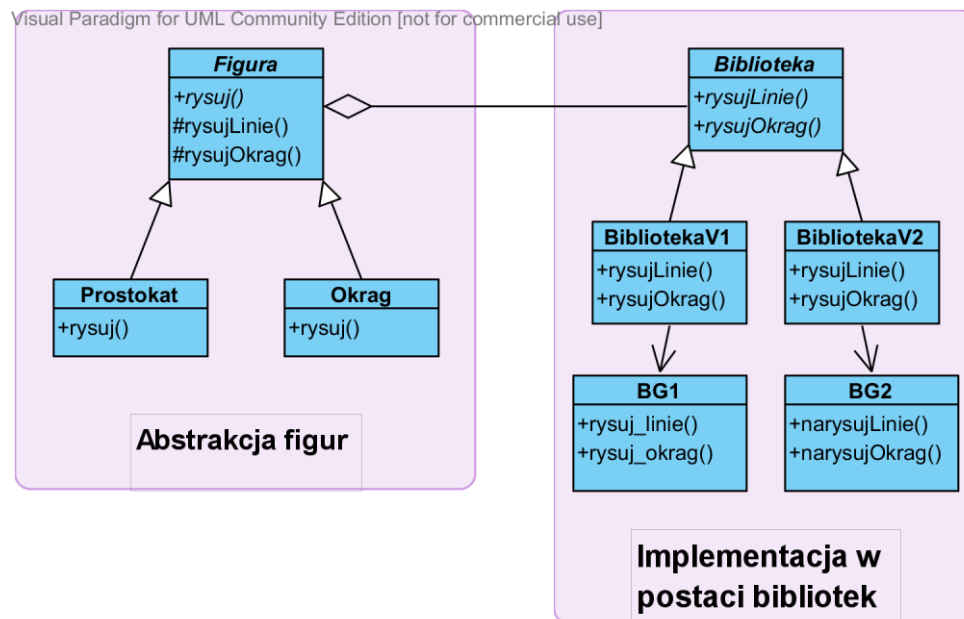 Visual Paradigm for UML Community Edition [not for commercial use]
Figura
+rysuj()
#rysujLinie()
#rysujOkrag()
Prostokat
+rysuj()
Okrag
+rysuj()
Abstrakcja figur
Biblioteka
+rysujLinie()
+rysujOkrag()
BibliotekaV1
+rysujLinie()
+rysujOkrag()
BibliotekaV2
+rysujLinie()
+rysujOkrag()
BG1
+rysuj_linie()
+rysuj_okrag()
BG2
+narysujLinie()
+narysujOkrag()
Implementacja w
postaci bibliotek